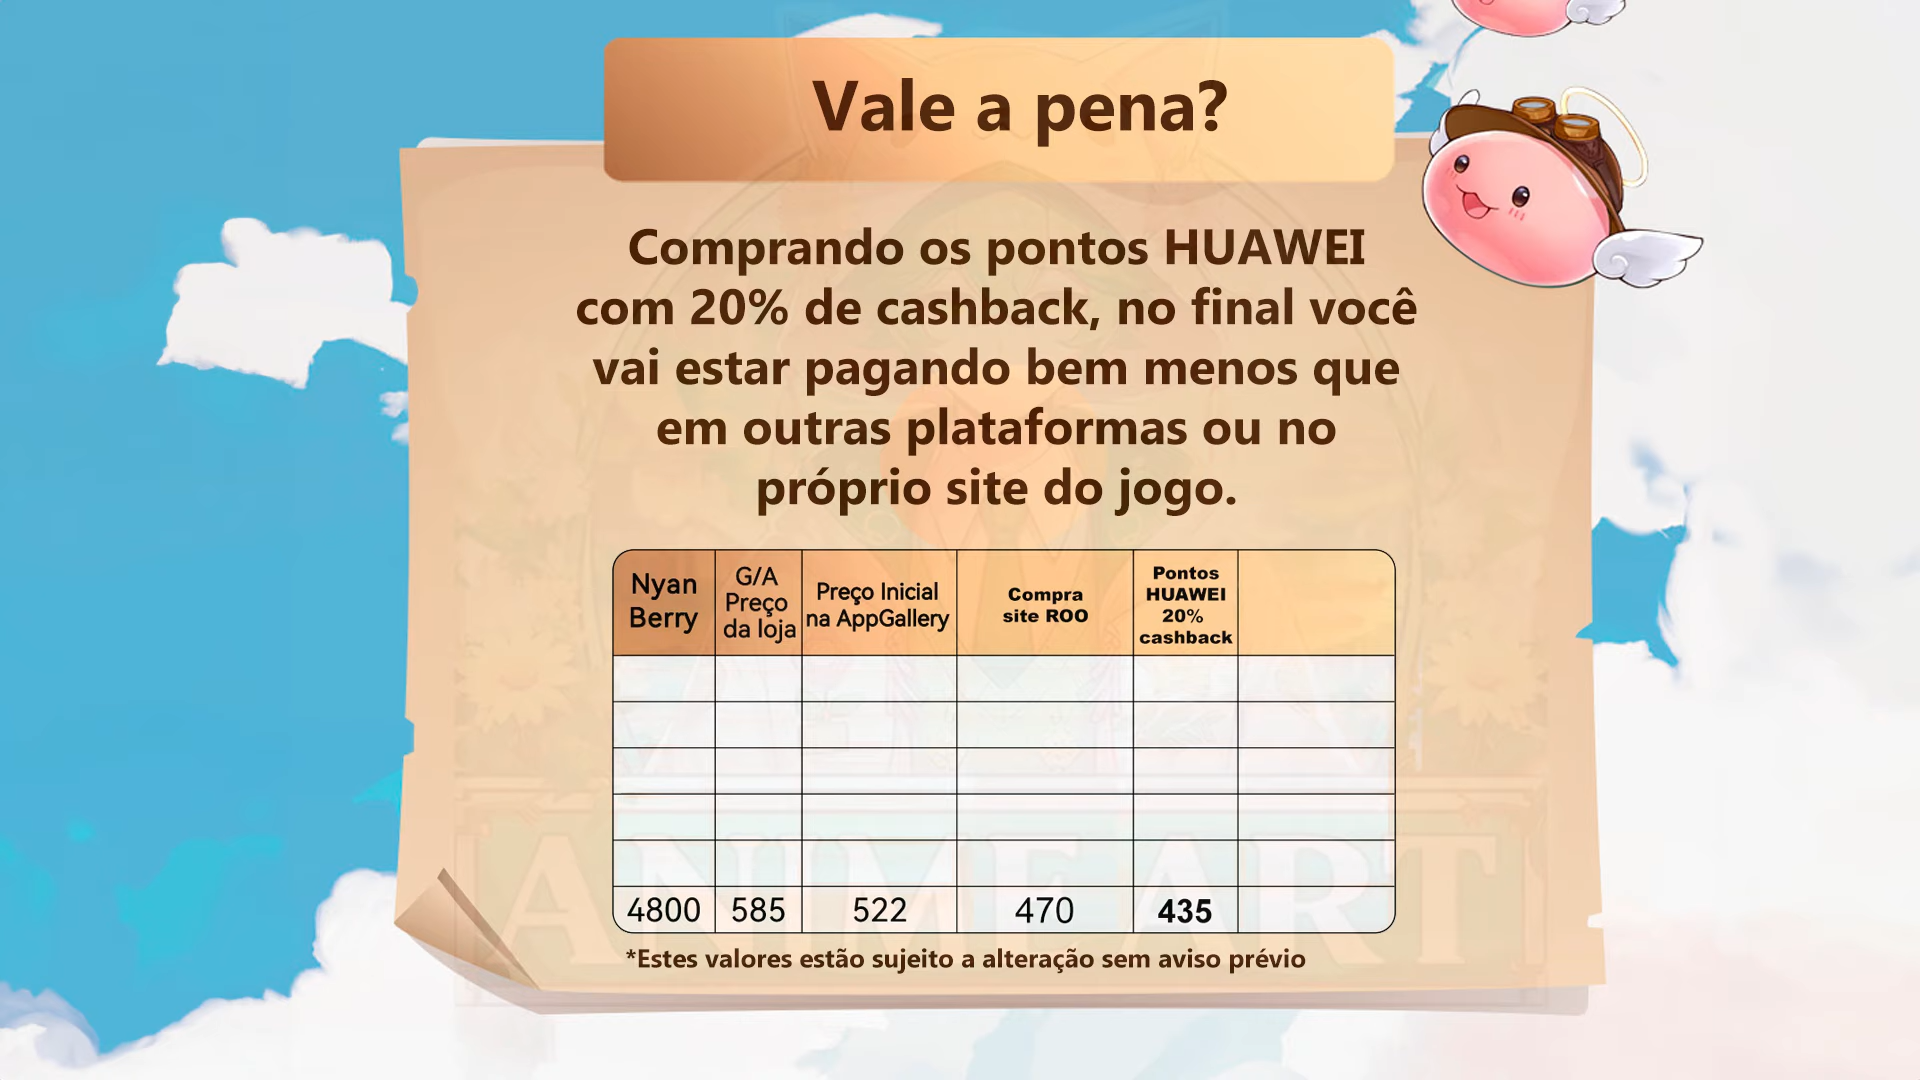 Vale a pena?
Comprando os pontos HUAWEI
com 20% de cashback, no final você
vai estar pagando bem menos que
em outras plataformas ou no
próprio site do jogo.
Nyan
Berry
G/A
Preço
da loja
Preço Inicial
na AppGallery
Compra
site ROO
Pontos
HUAWEI
20%
cashback
4800 585 522 470 435
*Estes valores estão sujeito a alteração sem aviso prévio
ANIME ART